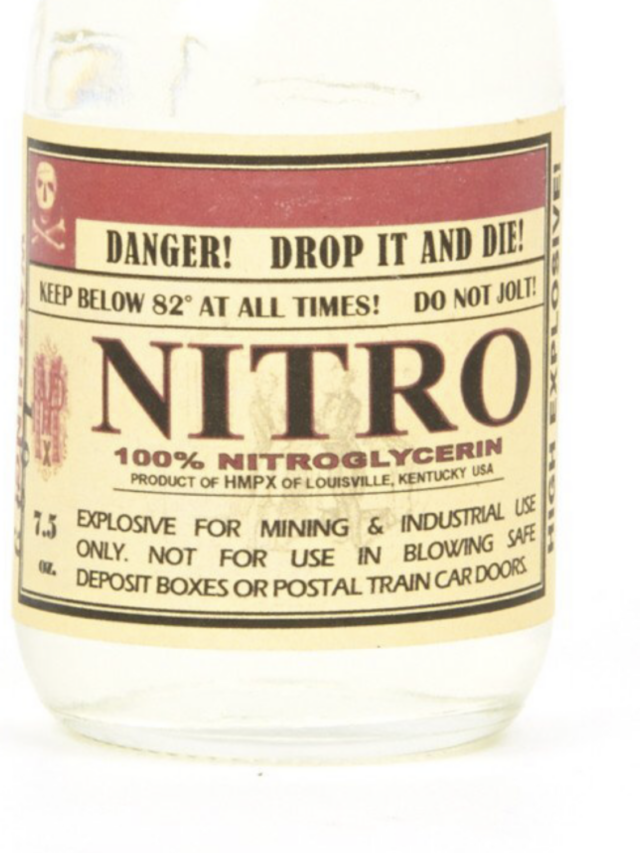 DANGER! DROP IT AND DIE!
KEEP BELOW 82° AT ALL TIMES! DO NOT JOLT!
NITRO
100% NITROGLYCERIN
PRODUCT OF HMPX OF LOUISVILLE, KENTUCKY USA
7.5
oz.
EXPLOSIVE FOR MINING & INDUSTRIAL USE
ONLY. NOT FOR USE IN BLOWING SAFE
DEPOSIT BOXES OR POSTAL TRAIN CAR DOORS.
HIGH EXPLOSIVE!